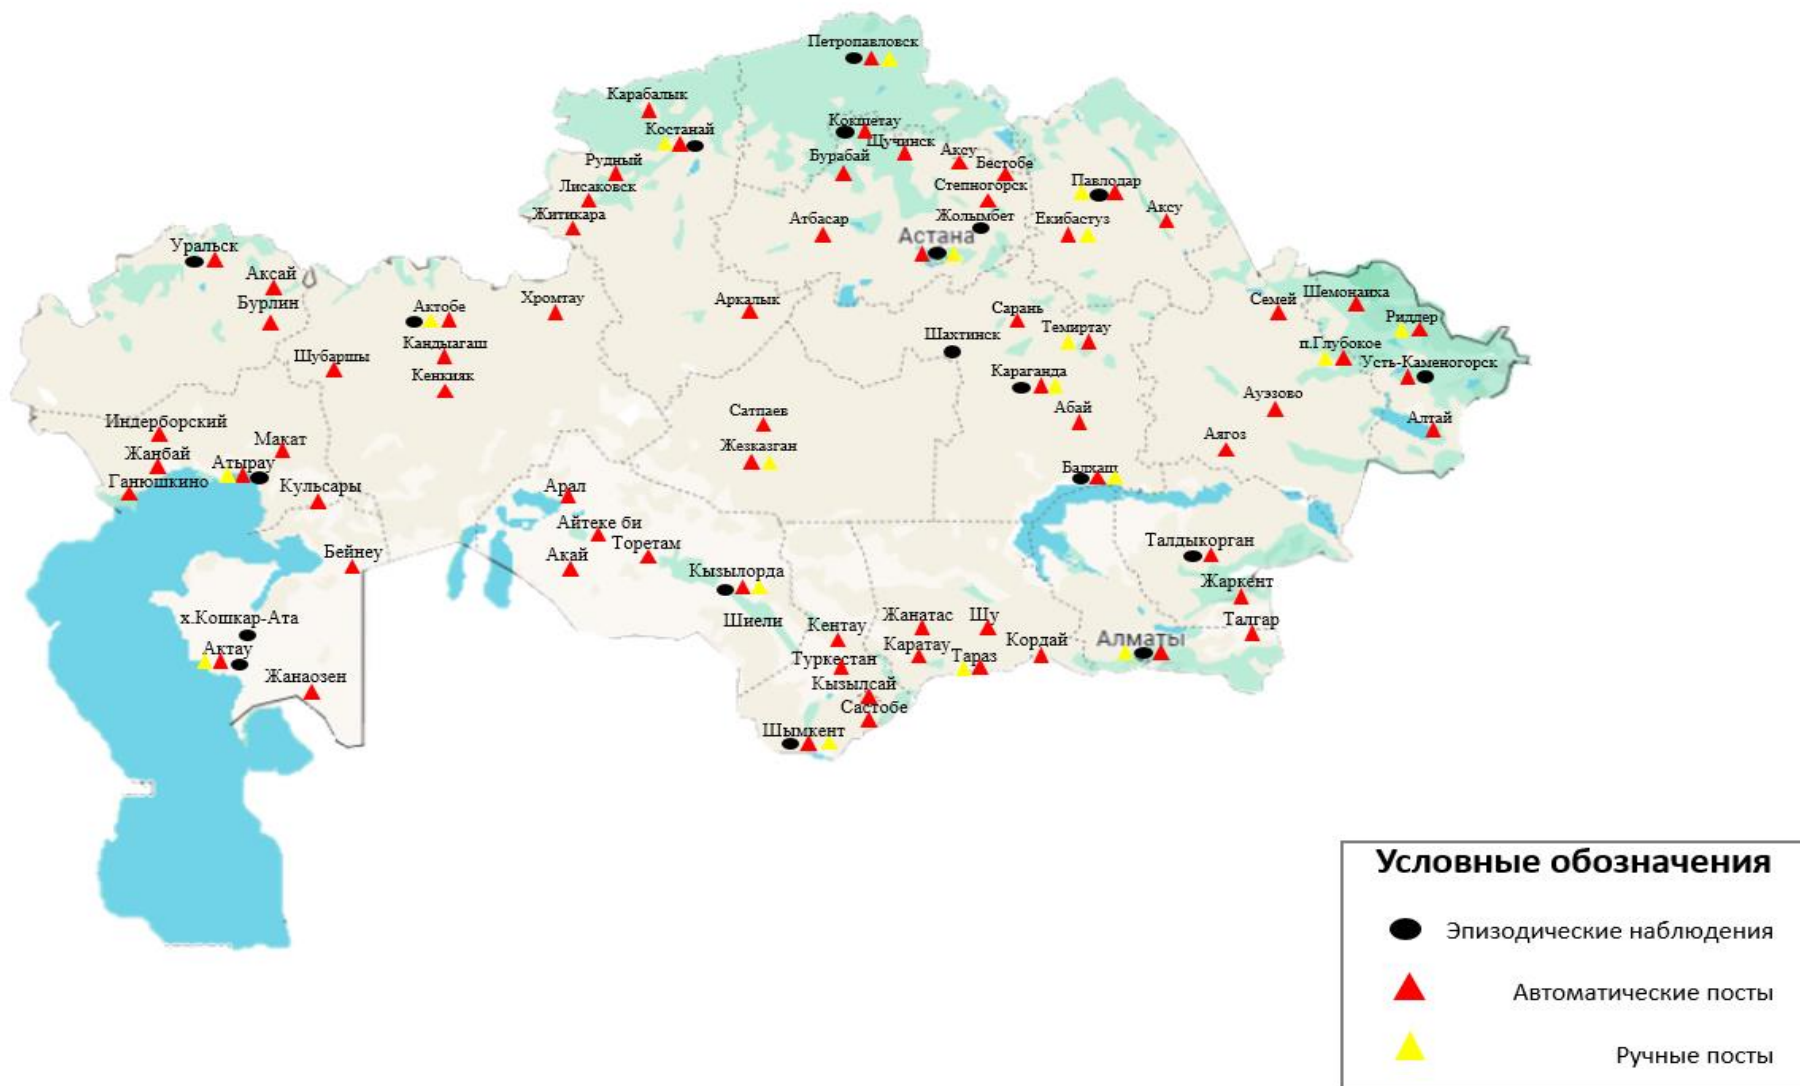 Петропавловск
Карабалык
Костанай
Кокшетау
Щучинск
Аксу
Бурабай
Бестобе
Рудный
Лисаковск
Степногорск
Павлодар
Житикара
Атбасар
Жолымбет
Екибастуз
Аксу
Астана
Уральск
Аксай
Бурлин
Актобе
Хромтау
Аркалык
Сарань
Семей
Шемонаиха
Риддер
Кандыагаш
Шахтинск
Темиртау
п.Глубокое
Усть-Каменогорск
Шубаршы
Кенкияк
Караганда
Ауэзово
Сатпаев
Абай
Алтай
Индерборский
Макат
Жанбай
Атырау
Жезказган
Аягоз
Ганюшкино
Кульсары
Арал
Балхаш
Айтеке би
Бейнеу
Акай
Торетам
Талдыкорган
Кызылорда
Жаркент
х.Кошкар-Ата
Шиели
Кентау
Жанатас
Шу
Талгар
Актау
Каратау
Кордай
Алматы
Жанаозен
Туркестан
Тараз
Кызылсай
Састобе
Шымкент
Условные обозначения
Эпизодические наблюдения
Автоматические посты
Ручные посты